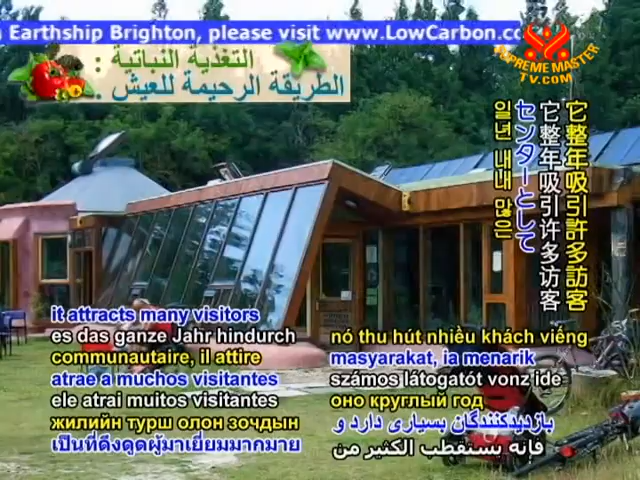 Earthship Brighton, please visit www.LowCarbon.co
SUPREME MASTER
TV.COM
التغذية النباتية :
الطريقة الرحيمة للعيش .
它整年吸引許多訪客
它整年吸引许多访客
センターとして
일년 내내 많은
it attracts many visitors
es das ganze Jahr hindurch
communautaire, il attire
atrae a muchos visitantes
ele atrai muitos visitantes
жилийн турш олон зочдын
เป็นที่ดึงดูดผู้มาเยี่ยมมากมาย
nó thu hút nhiều khách viếng
masyarakat, ia menarik
számos látogatót vonz ide
оно круглый год
بازدیدکنندگان بسیاری دارد و
فإنه يستقطب الكثير من